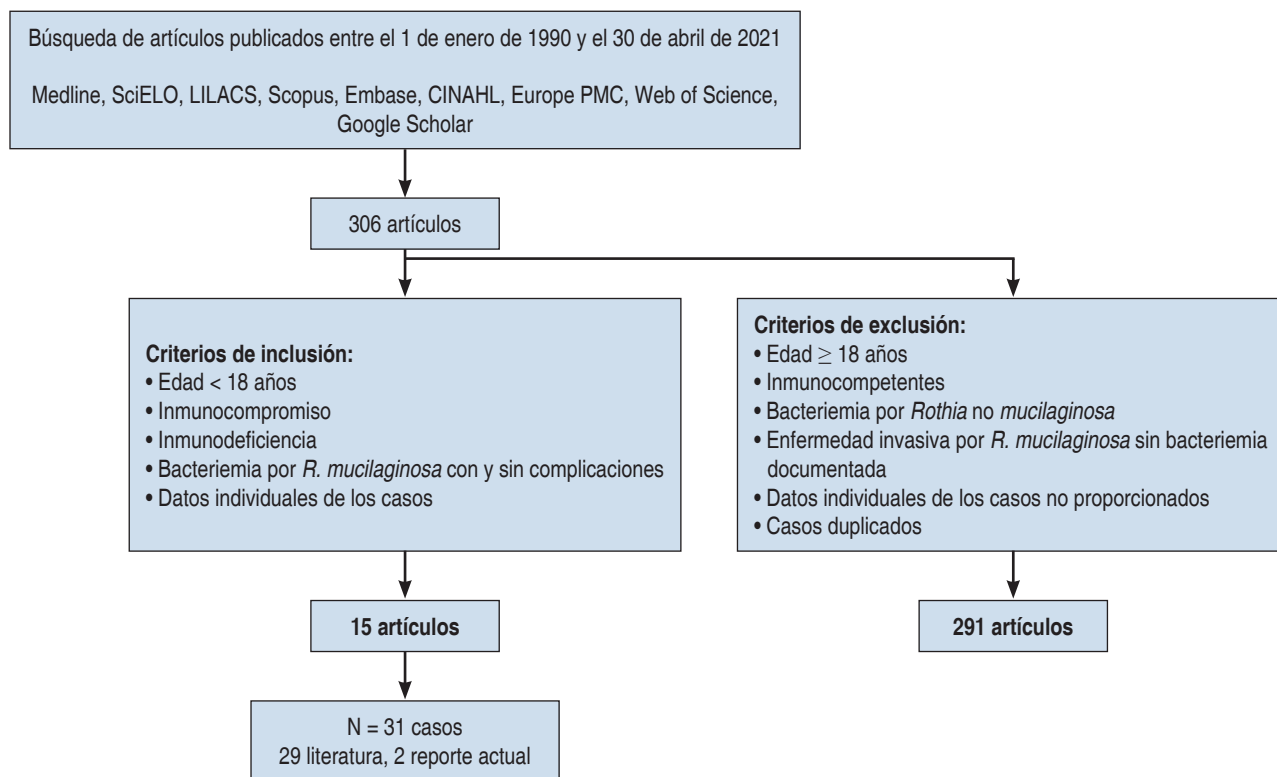 Búsqueda de artículos publicados entre el 1 de enero de 1990 y el 30 de abril de 2021
Medline, SciELO, LILACS, Scopus, Embase, CINAHL, Europe PMC, Web of Science,
Google Scholar
306 artículos
Criterios de inclusión:
• Edad < 18 años
• Inmunocompromiso
• Inmunodeficiencia
• Bacteriemia por R. mucilaginosa con y sin complicaciones
• Datos individuales de los casos
Criterios de exclusión:
• Edad ≥ 18 años
• Inmunocompetentes
• Bacteriemia por Rothia no mucilaginosa
• Enfermedad invasiva por R. mucilaginosa sin bacteriemia
documentada
• Datos individuales de los casos no proporcionados
• Casos duplicados
15 artículos
291 artículos
N = 31 casos
29 literatura, 2 reporte actual